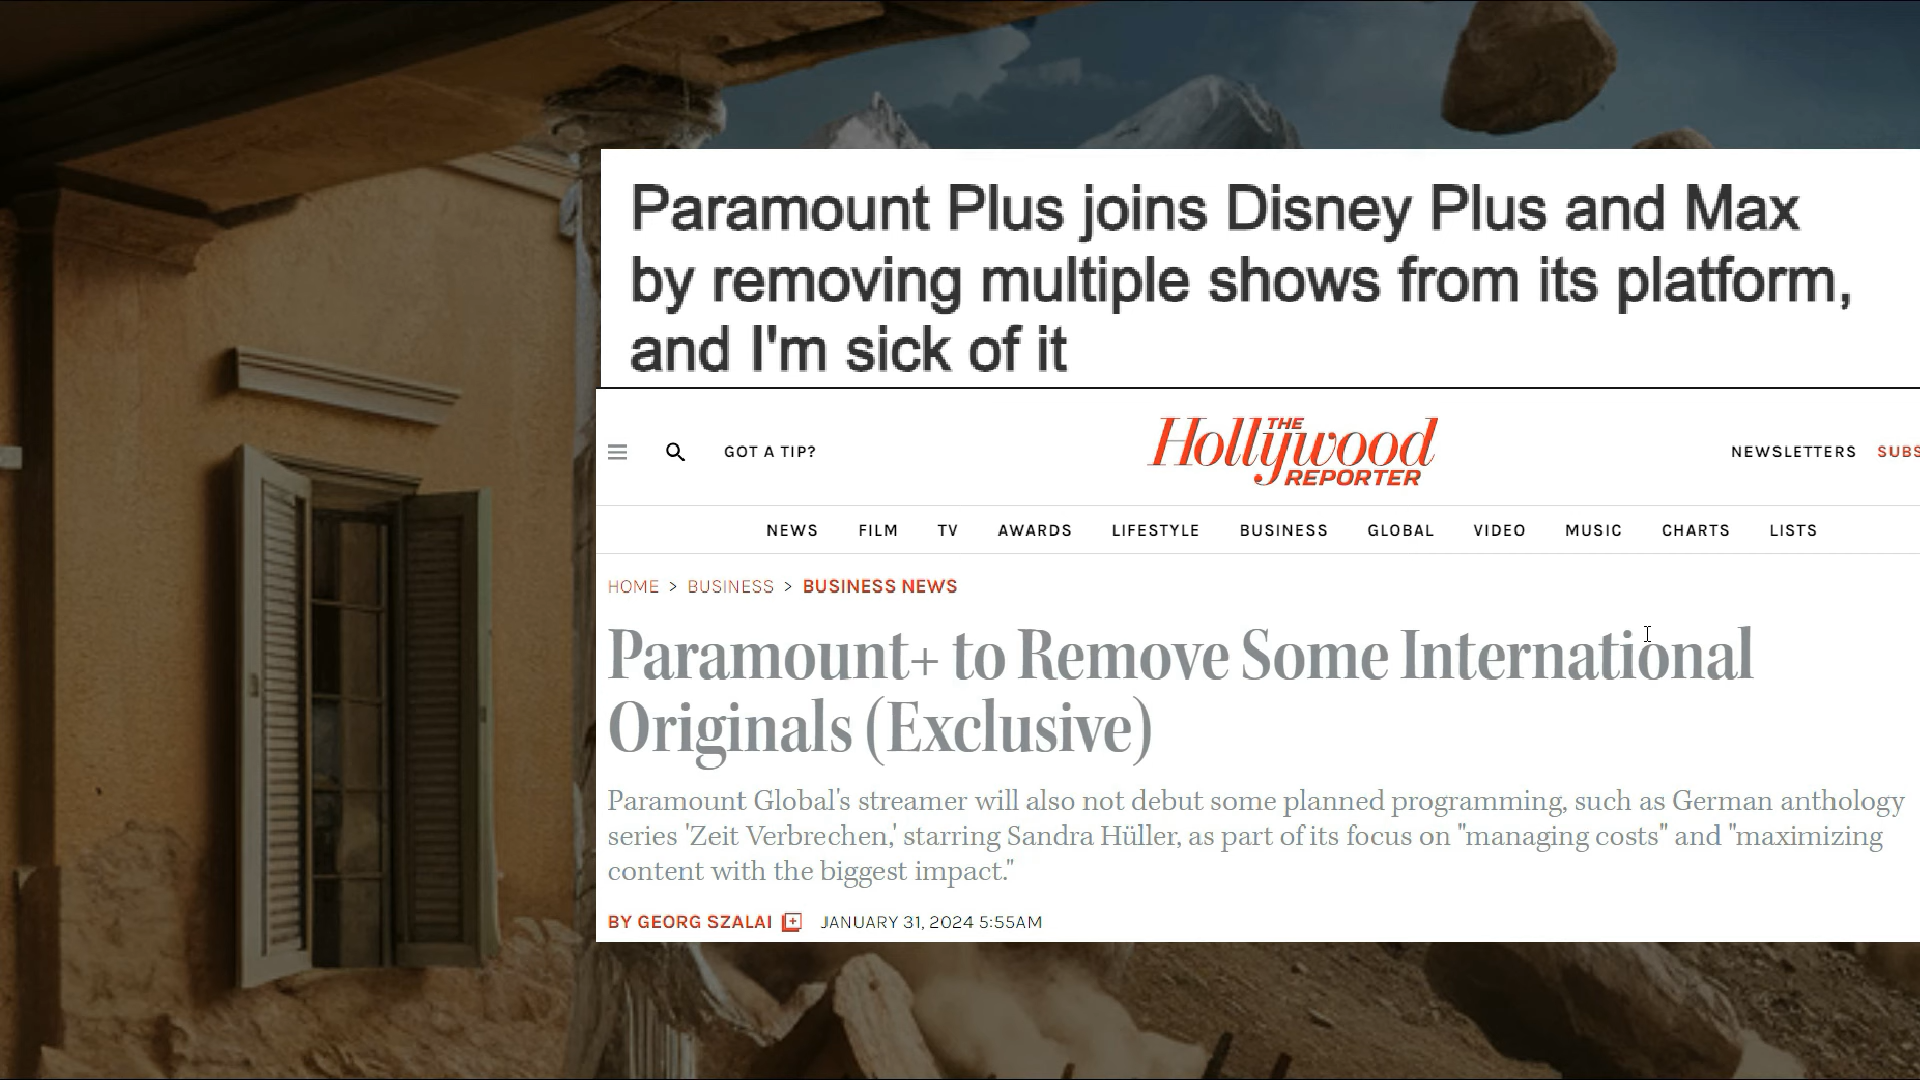 Paramount Plus joins Disney Plus and Max
by removing multiple shows from its platform,
and I'm sick of it
GOT A TIP?
THE
Hollywood
REPORTER
NEWSLETTERS SUBS
NEWS FILM TV AWARDS LIFESTYLE BUSINESS GLOBAL VIDEO MUSIC CHARTS LISTS
HOME > BUSINESS > BUSINESS NEWS
Paramount+ to Remove Some International
Originals (Exclusive)
Paramount Global's streamer will also not debut some planned programming, such as German anthology
series 'Zeit Verbrechen,' starring Sandra Hüller, as part of its focus on "managing costs" and "maximizing
content with the biggest impact."
BY GEORG SZALAI JANUARY 31, 2024 5:55AM